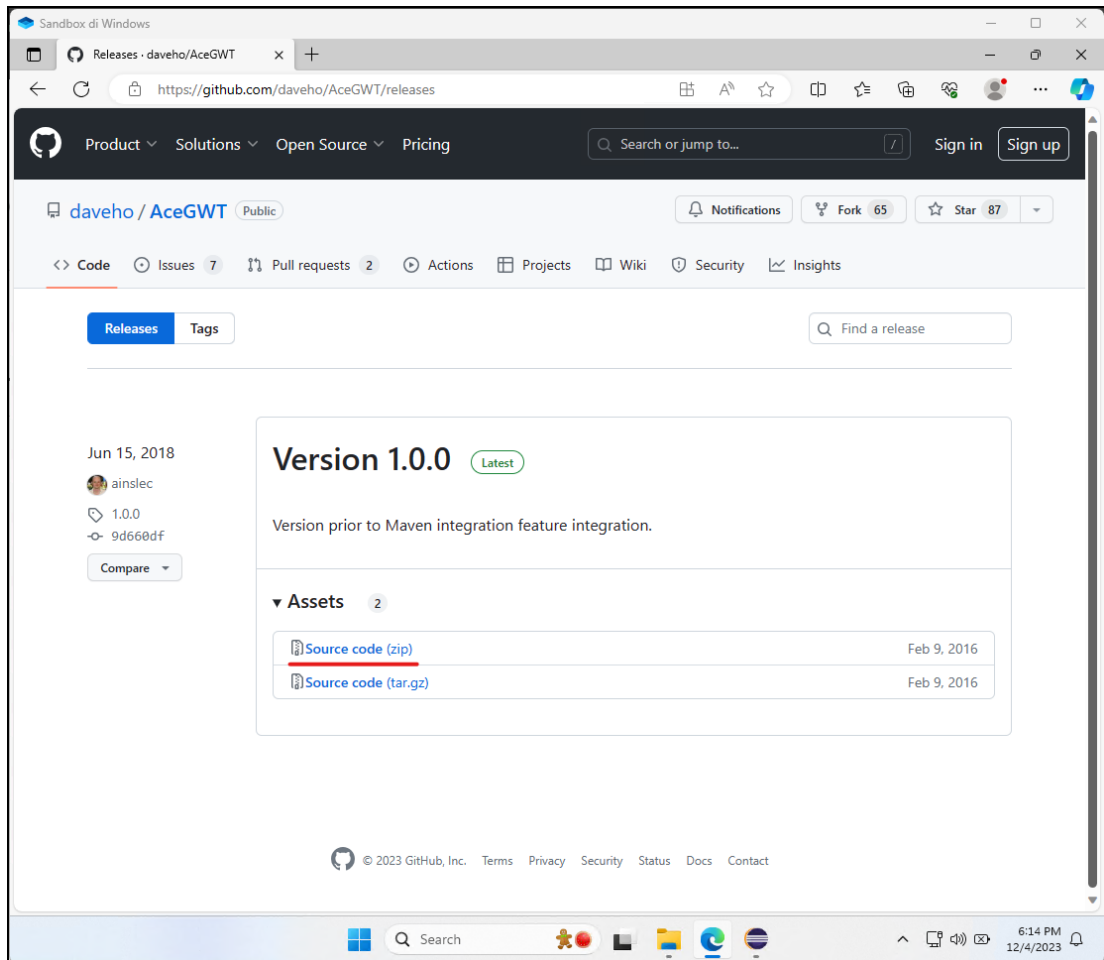 Sandbox di Windows
Releases · daveho/AceGWT
https://github.com/daveho/AceGWT/releases
Product Solutions Open Source Pricing Search or jump to... / Sign in Sign up
daveho / AceGWT Public Notifications Fork 65 Star 87
Code Issues 7 Pull requests 2 Actions Projects Wiki Security Insights
Releases Tags Find a release
Jun 15, 2018
ainslec
1.0.0
9d660df
Compare
Version 1.0.0 Latest
Version prior to Maven integration feature integration.
Assets 2
Source code (zip) Feb 9, 2016
Source code (tar.gz) Feb 9, 2016
© 2023 GitHub, Inc. Terms Privacy Security Status Docs Contact
Search 6:14 PM
12/4/2023